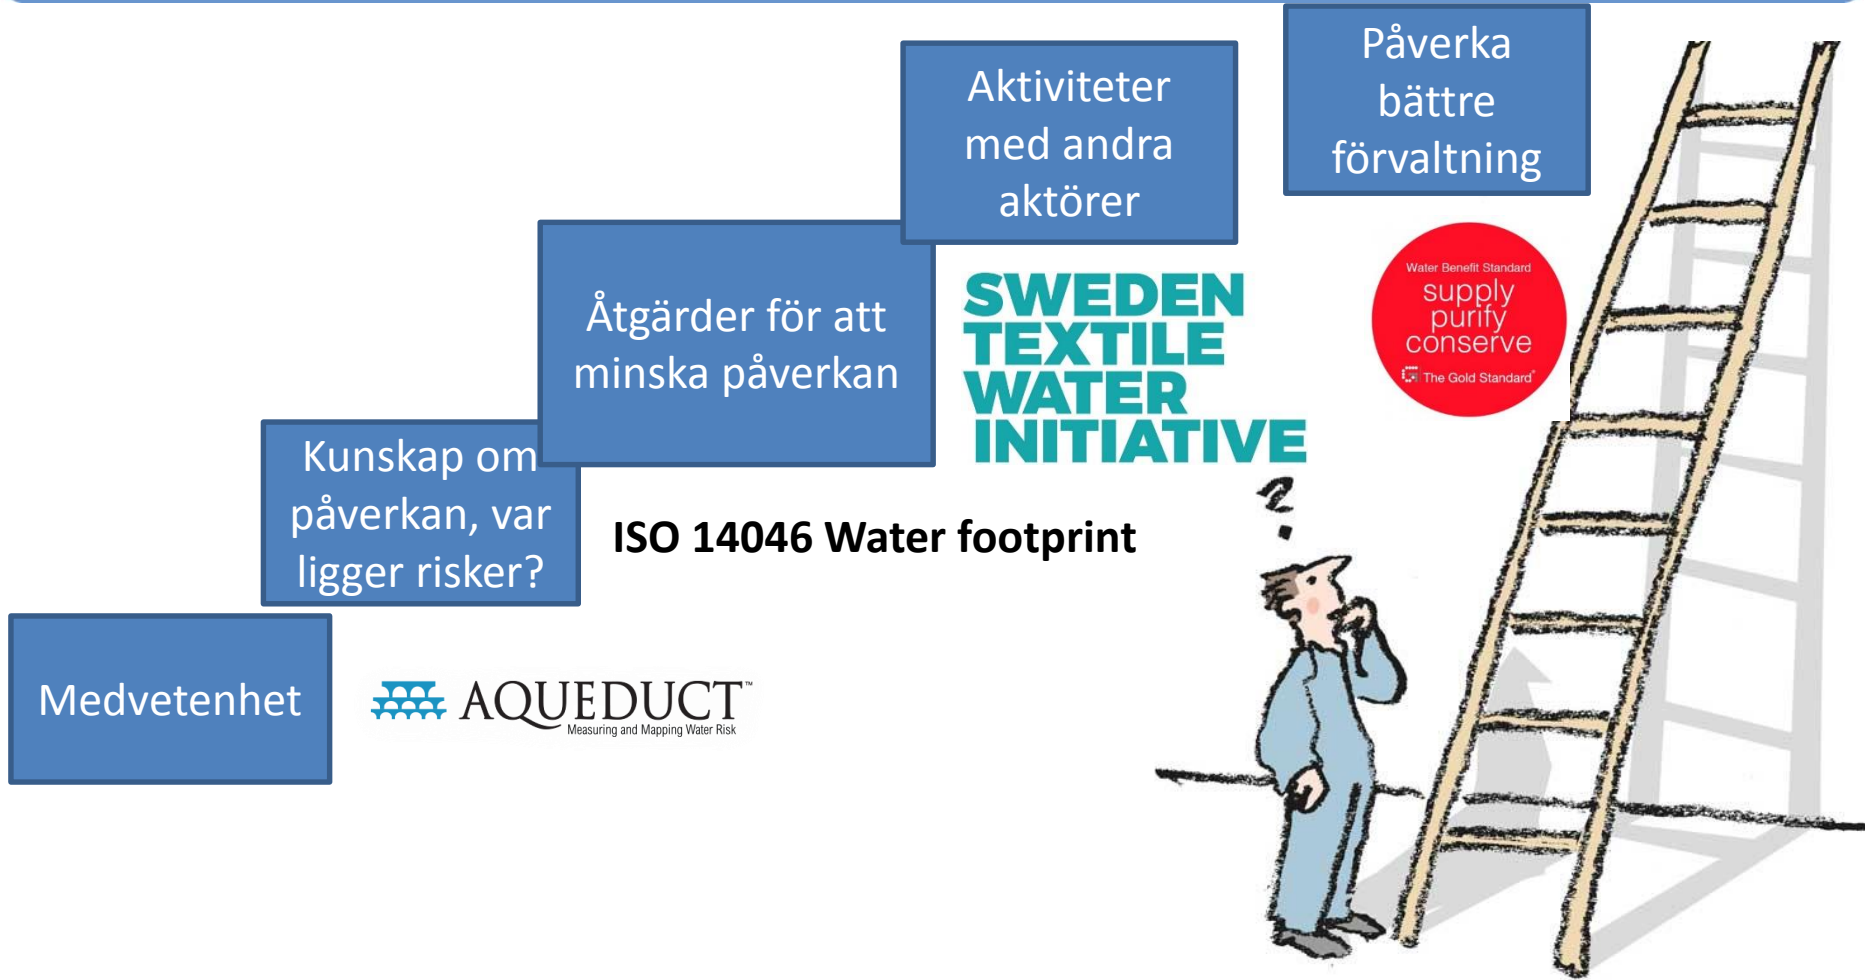 Påverka
bättre
förvaltning
Aktiviteter
med andra
aktörer
Åtgärder för att
minska påverkan
Kunskap om
påverkan, var
ligger risker?
Medvetenhet
SWEDEN
TEXTILE
WATER
INITIATIVE
Water Benefit Standard
supply
purify
conserve
The Gold Standard®
?
ISO 14046 Water footprint
AQUEDUCT™
Measuring and Mapping Water Risk